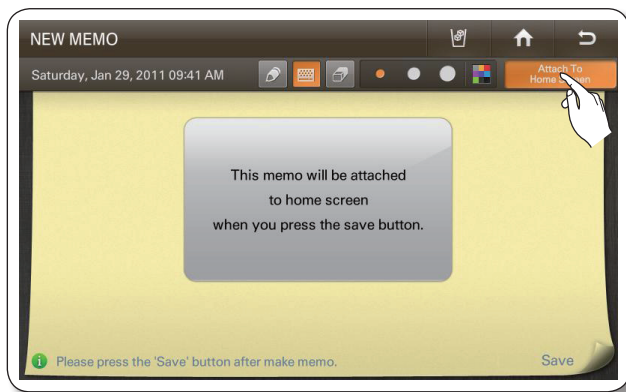 NEW MEMO
Saturday, Jan 29, 2011 09:41 AM
Attach To
Home Screen
This memo will be attached
to home screen
when you press the save button.
Please press the 'Save' button after make memo.
Save